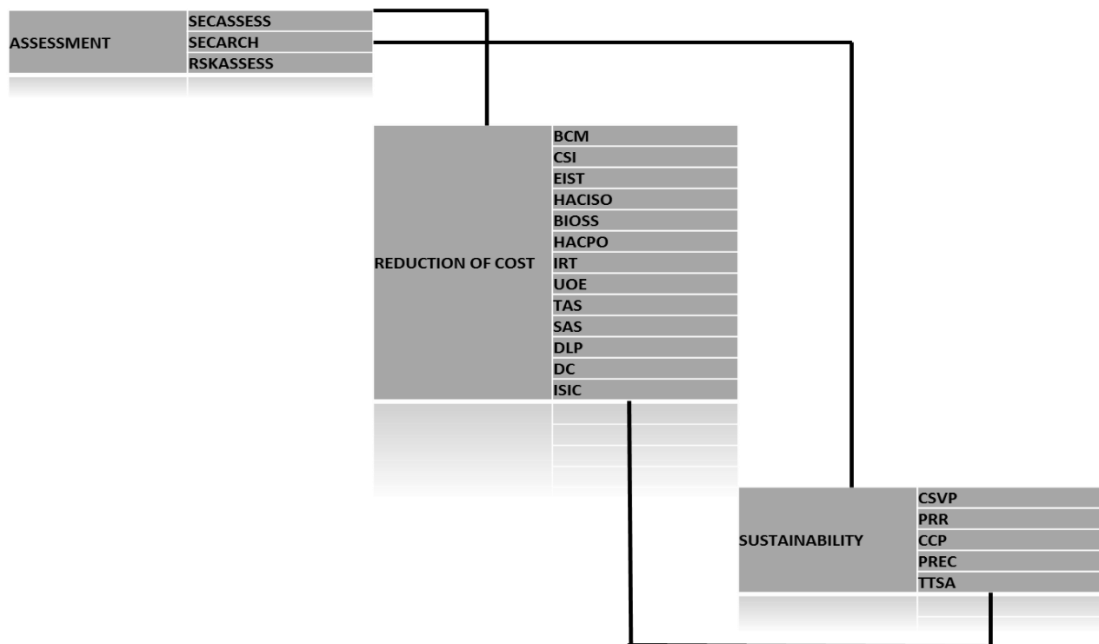 SECASSESS
ASSESSMENT
SECARCH
RSKASSESS
BCM
CSI
EIST
HACISO
BIOSS
HACPO
REDUCTION OF COST
IRT
UOE
TAS
SAS
DLP
DC
ISIC
CSVP
PRR
SUSTAINABILITY
CCP
PREC
TTSA